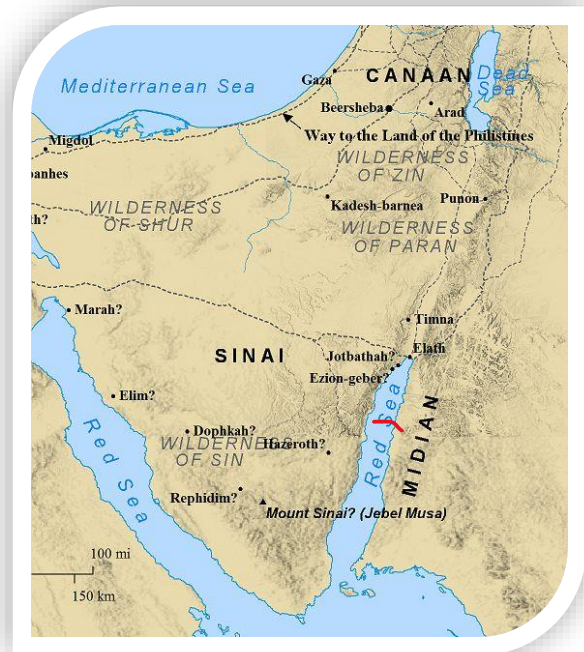 Mediterranean Sea
Gaza
CANAAN
Dead
Sea
Beersheba
Arad
Way to the Land of the Philistines
Migdol
panhes
WILDERNESS
OF ZIN
WILDERNESS
OF SHUR
th?
Kadesh-barnea
Punon
WILDERNESS
OF PARAN
Marah?
Timna
SINAI
Jotbathah?
Elath
Ezion-geber?
Elim?
Red Sea
Red Sea
MIDIAN
Dophkah?
WILDERNESS
OF SIN
Hazeroth?
Rephidim?
Mount Sinai? (Jebel Musa)
100 mi
150 km